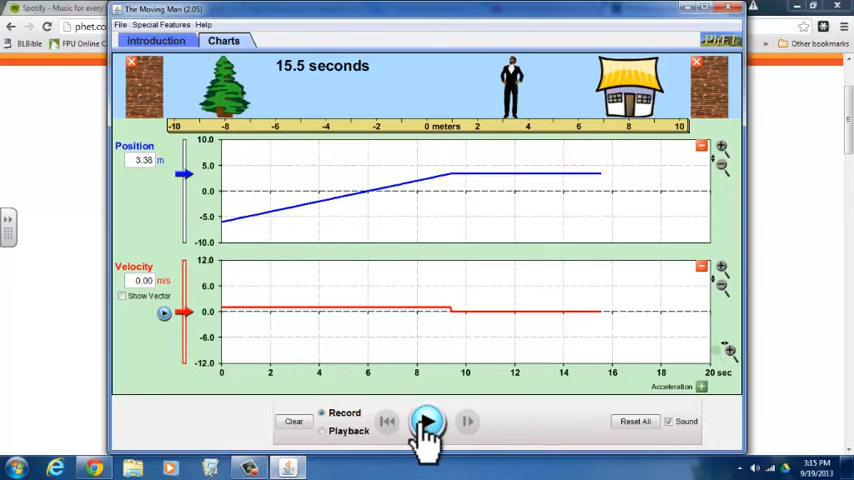 Spotify - Music for every
The Moving Man (2.05)
phet.co
BLBible
FPU Online C
Other bookmarks
File Special Features Help
Introduction Charts
PhET
15.5 seconds
-10 -8 -6 -4 -2 0 meters 2 4 6 8 10
Position
3.38 m
10.0
5.0
0.0
-5.0
-10.0
Velocity
0.00 m/s
Show Vector
12.0
6.0
0.0
-6.0
-12.0
0 2 4 6 8 10 12 14 16 18 20 sec
Acceleration
Clear
Record
Playback
Reset All
Sound
3:15 PM
9/19/2013